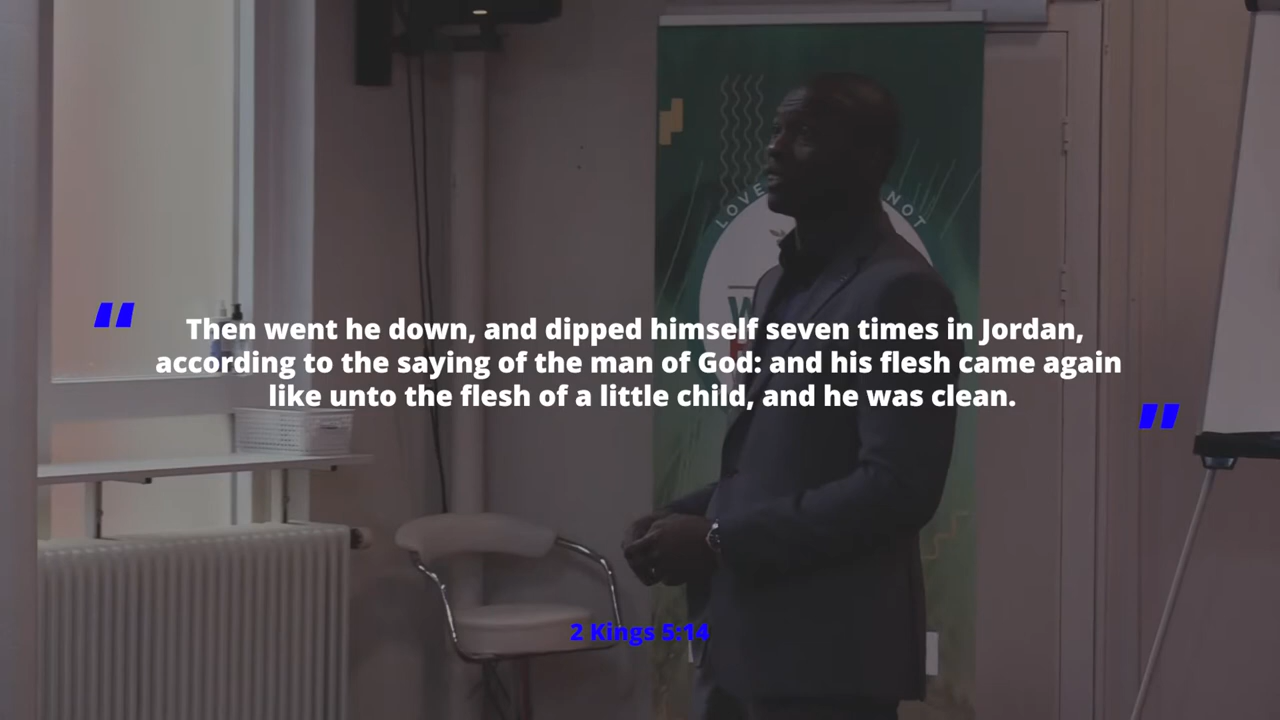 LOVE
NOT
W
“
Then went he down, and dipped himself seven times in Jordan,
according to the saying of the man of God: and his flesh came again
like unto the flesh of a little child, and he was clean.
”
2 Kings 5:14